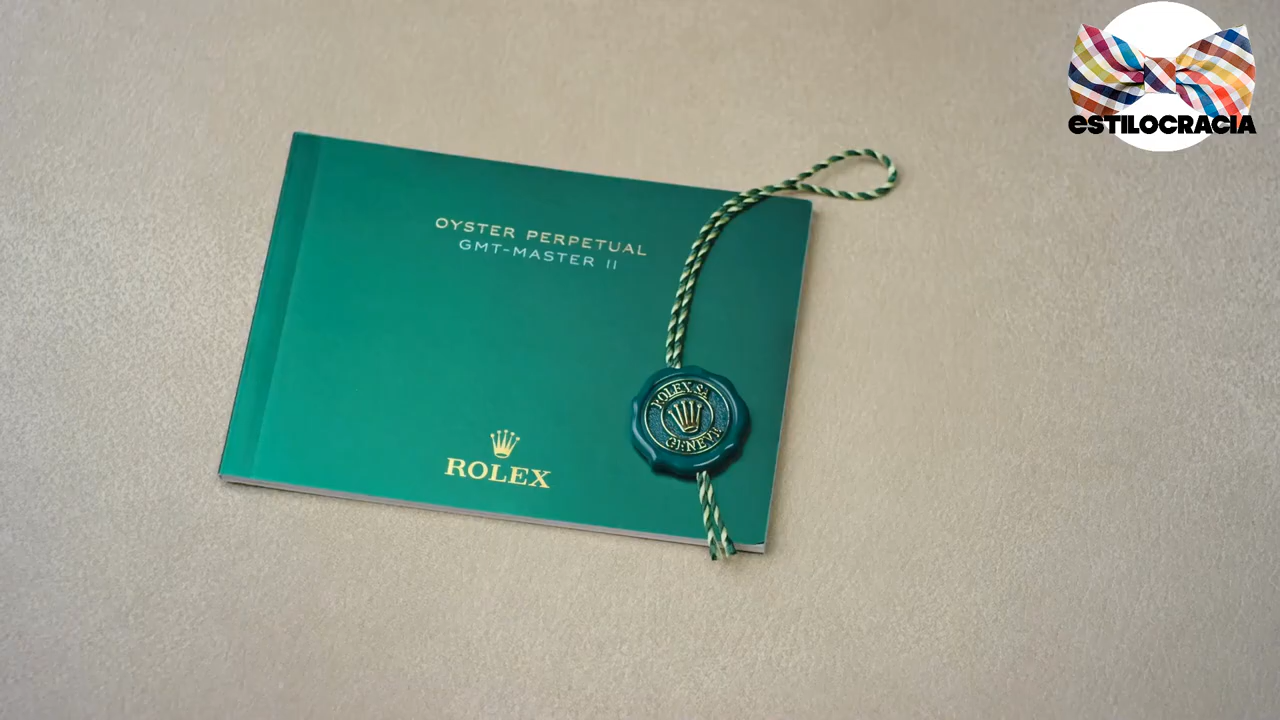 OYSTER PERPETUAL
GMT-MASTER II
ROLEX
ROLEX SA
GENEVE
eSTILOCRACIA